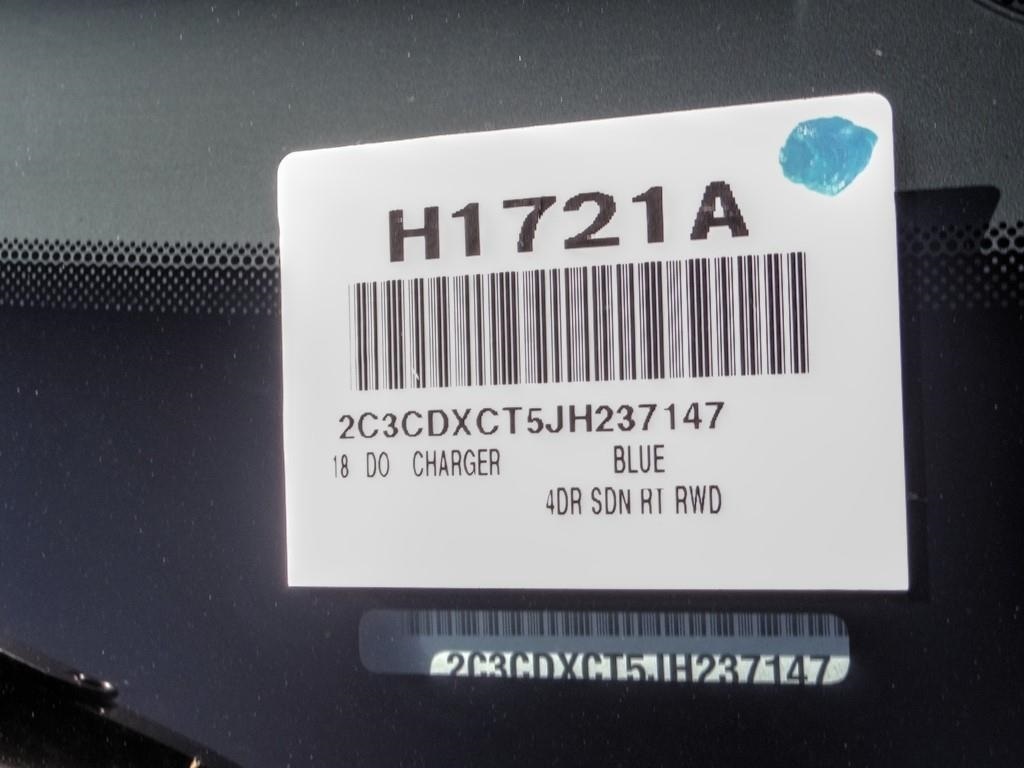 H1721A
2C3CDXCT5JH237147
18 DO CHARGER BLUE
4DR SDN RT RWD
2C3CDXCT5JH237147